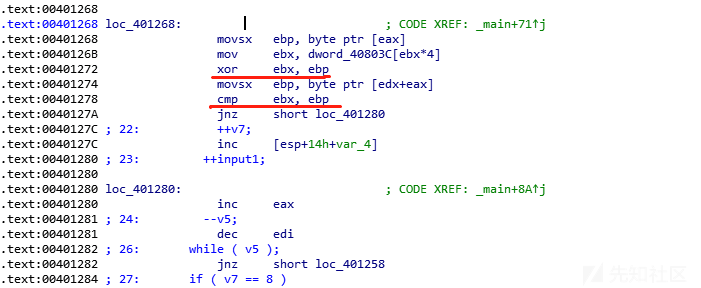 .text:00401268
.text:00401268 loc_401268: ; CODE XREF: _main+71↑j
.text:00401268 movsx ebp, byte ptr [eax]
.text:0040126B mov ebx, dword_40803C[ebx*4]
.text:00401272 xor ebx, ebp
.text:00401274 movsx ebp, byte ptr [edx+eax]
.text:00401278 cmp ebx, ebp
.text:0040127A jnz short loc_401280
.text:0040127C ; 22: ++v7;
.text:0040127C inc [esp+14h+var_4]
.text:00401280 ; 23: ++input1;
.text:00401280
.text:00401280 loc_401280: ; CODE XREF: _main+8A↑j
.text:00401280 inc eax
.text:00401281 ; 24: --v5;
.text:00401281 dec edi
.text:00401282 ; 26: while ( v5 );
.text:00401282 jnz short loc_401258
.text:00401284 ; 27: if ( v7 == 8 )
先知社区